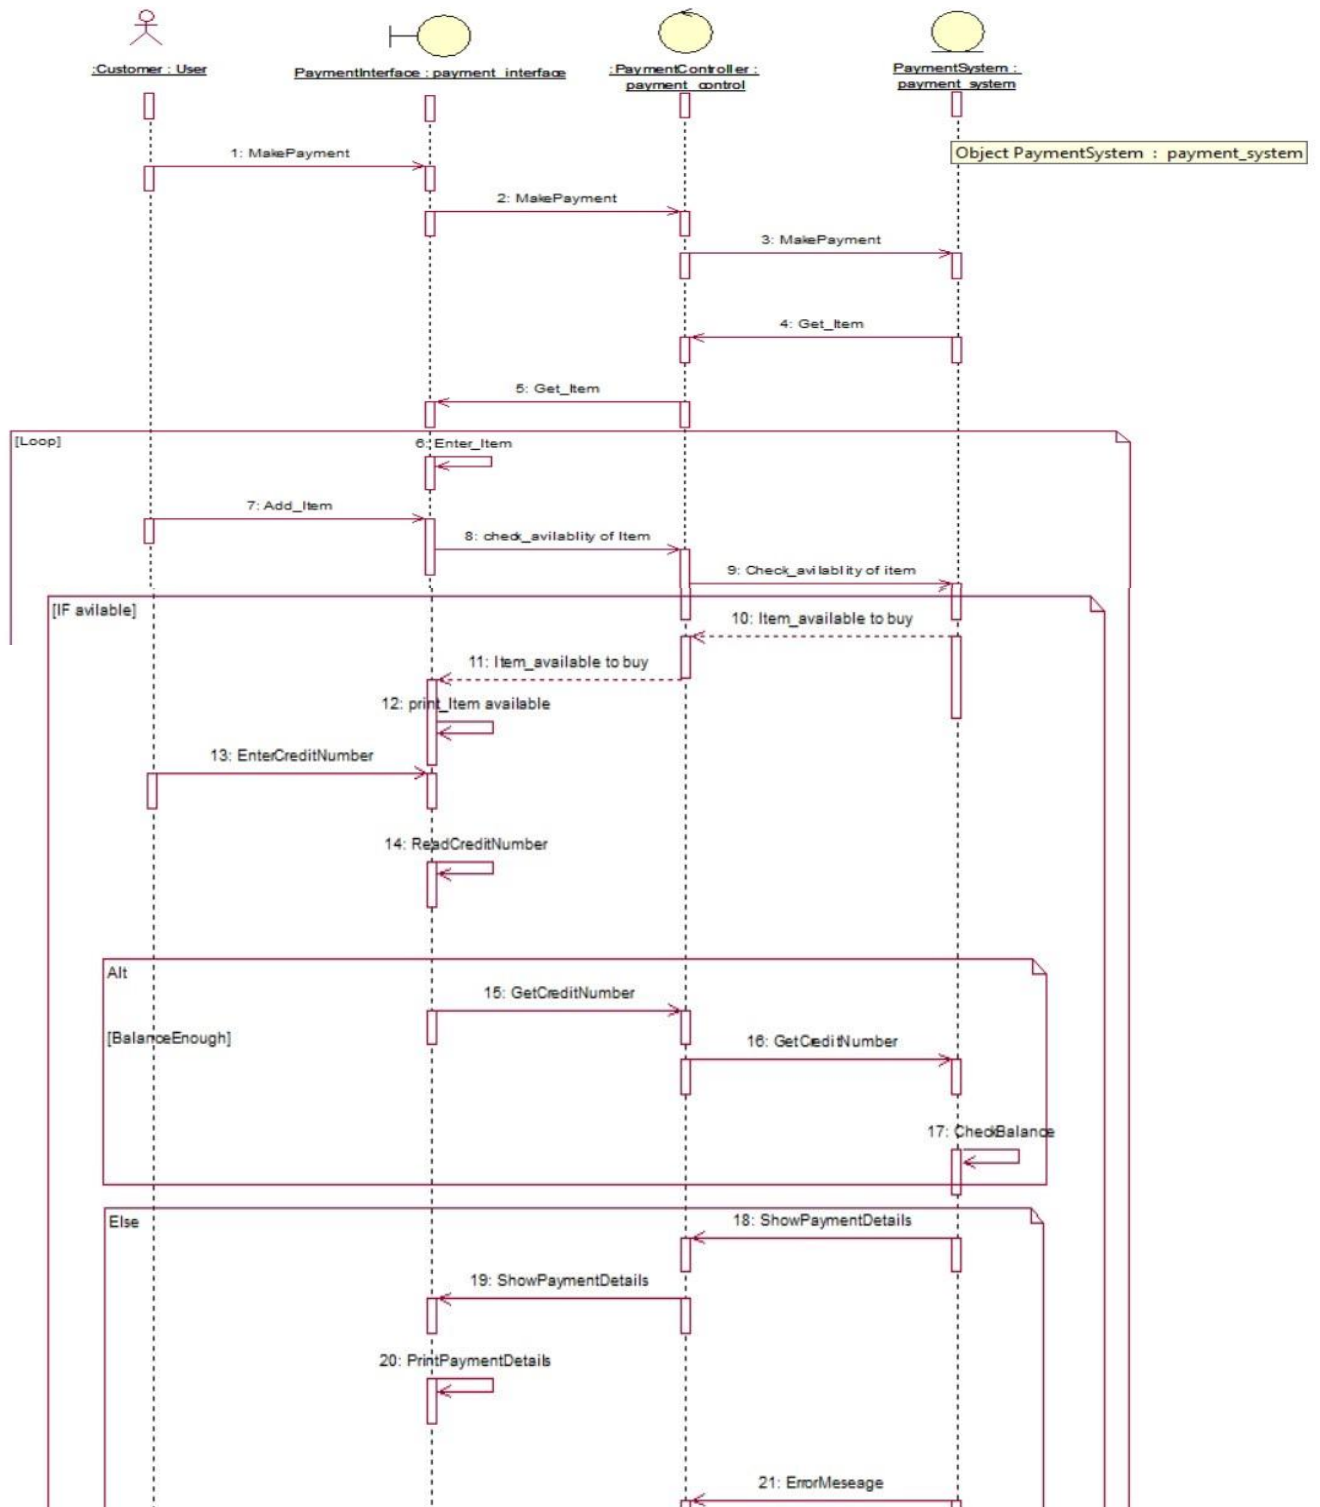 :Customer : User
PaymentInterface : payment_interface
: PaymentController :
payment_control
PaymentSystem :
payment_system
1: MakePayment
Object PaymentSystem : payment_system
2: MakePayment
3: MakePayment
4: Get_Item
5: Get_Item
[Loop]
6: Enter_Item
7: Add_Item
8: check_avilablity of Item
9: Check_avilablity of item
[IF avilable]
10: Item_available to buy
11: Item_available to buy
12: print_Item available
13: EnterCreditNumber
14: ReadCreditNumber
Alt
15: GetCreditNumber
[BalanceEnough]
16: GetCreditNumber
17: CheckBalance
Else
18: ShowPaymentDetails
19: ShowPaymentDetails
20: PrintPaymentDetails
21: ErrorMeseage